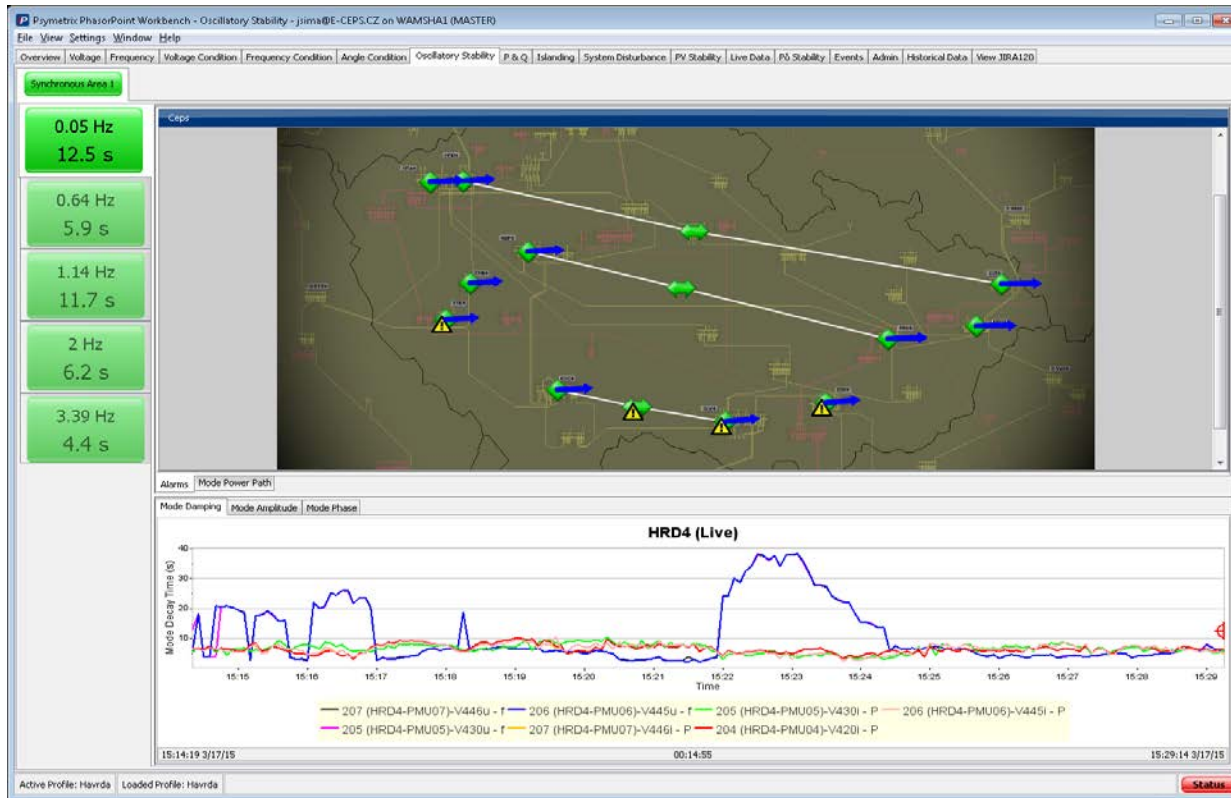 Psymetrix PhasorPoint Workbench - Oscillatory Stability - jsima@E-CEPS.CZ on WAMSHA1 (MASTER)
File View Settings Window Help
Overview Voltage Frequency Voltage Condition Frequency Condition Angle Condition Oscillatory Stability P & Q Islanding System Disturbance PV Stability Live Data Pδ Stability Events Admin Historical Data View JIRA120
Synchronous Area 1
0.05 Hz
12.5 s
0.64 Hz
5.9 s
1.14 Hz
11.7 s
2 Hz
6.2 s
3.39 Hz
4.4 s
Ceps
Alarms Mode Power Path
Mode Damping Mode Amplitude Mode Phase
HRD4 (Live)
Mode Decay Time (s)
40
30
20
10
15:15 15:16 15:17 15:18 15:19 15:20 15:21 15:22 15:23 15:24 15:25 15:26 15:27 15:28 15:29
Time
207 (HRD4-PMU07)-V446u - f 206 (HRD4-PMU06)-V445u - f 205 (HRD4-PMU05)-V430i - P 206 (HRD4-PMU06)-V445i - P
205 (HRD4-PMU05)-V430u - f 207 (HRD4-PMU07)-V446i - P 204 (HRD4-PMU04)-V420i - P
15:14:19 3/17/15 00:14:55 15:29:14 3/17/15
Active Profile: Havrda Loaded Profile: Havrda Status